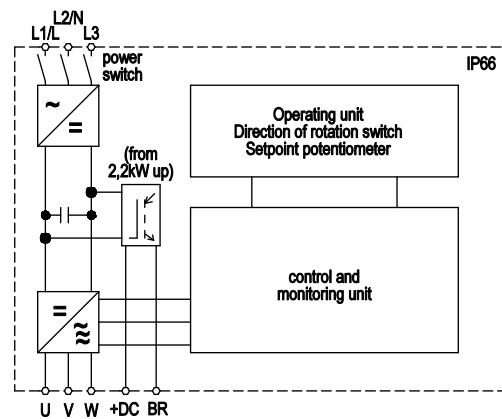 L2/N
L1/L L3
power
switch
IP66
~
=
Operating unit
Direction of rotation switch
Setpoint potentiometer
(from
2,2kW up)
control and
monitoring unit
=
≈
U V W +DC BR